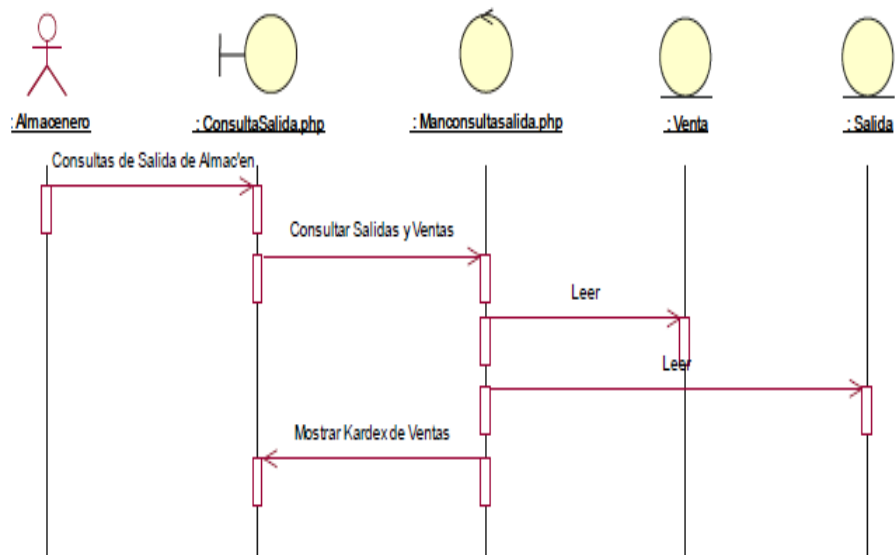 : Almacenero
: ConsultaSalida.php
: Manconsultasalida.php
: Venta
: Salida
Consultas de Salida de Almac'en
Consultar Salidas y Ventas
Leer
Leer
Mostrar Kardex de Ventas